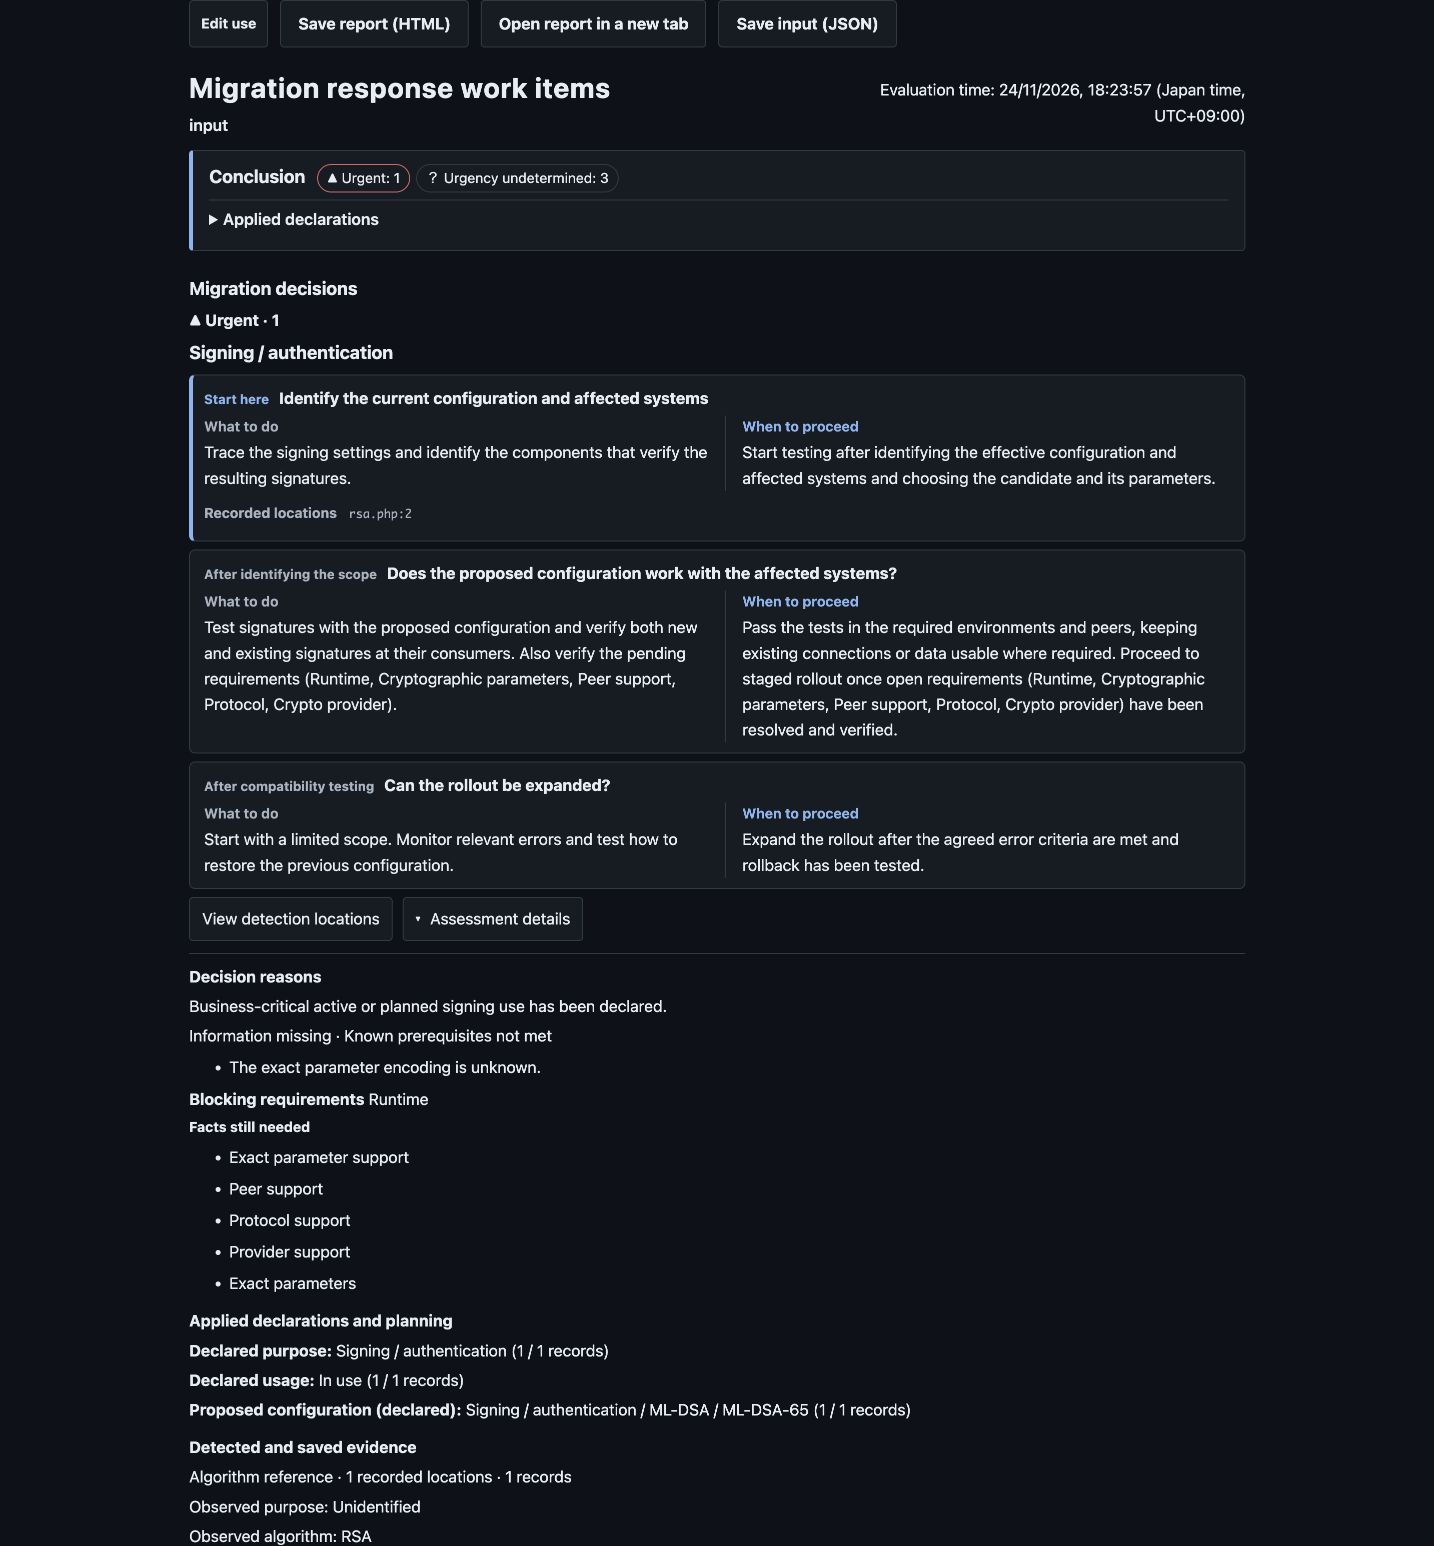 Edit use
Save report (HTML)
Open report in a new tab
Save input (JSON)
Migration response work items
Evaluation time: 24/11/2026, 18:23:57 (Japan time,
UTC+09:00)
input
Conclusion
▲ Urgent: 1
? Urgency undetermined: 3
▶ Applied declarations
Migration decisions
▲ Urgent · 1
Signing / authentication
Start here Identify the current configuration and affected systems
What to do
Trace the signing settings and identify the components that verify the
resulting signatures.
When to proceed
Start testing after identifying the effective configuration and
affected systems and choosing the candidate and its parameters.
Recorded locations rsa.php:2
After identifying the scope Does the proposed configuration work with the affected systems?
What to do
Test signatures with the proposed configuration and verify both new
and existing signatures at their consumers. Also verify the pending
requirements (Runtime, Cryptographic parameters, Peer support,
Protocol, Crypto provider).
When to proceed
Pass the tests in the required environments and peers, keeping
existing connections or data usable where required. Proceed to
staged rollout once open requirements (Runtime, Cryptographic
parameters, Peer support, Protocol, Crypto provider) have been
resolved and verified.
After compatibility testing Can the rollout be expanded?
What to do
Start with a limited scope. Monitor relevant errors and test how to
restore the previous configuration.
When to proceed
Expand the rollout after the agreed error criteria are met and
rollback has been tested.
View detection locations
▾ Assessment details
Decision reasons
Business-critical active or planned signing use has been declared.
Information missing · Known prerequisites not met
• The exact parameter encoding is unknown.
Blocking requirements Runtime
Facts still needed
• Exact parameter support
• Peer support
• Protocol support
• Provider support
• Exact parameters
Applied declarations and planning
Declared purpose: Signing / authentication (1 / 1 records)
Declared usage: In use (1 / 1 records)
Proposed configuration (declared): Signing / authentication / ML-DSA / ML-DSA-65 (1 / 1 records)
Detected and saved evidence
Algorithm reference · 1 recorded locations · 1 records
Observed purpose: Unidentified
Observed algorithm: RSA